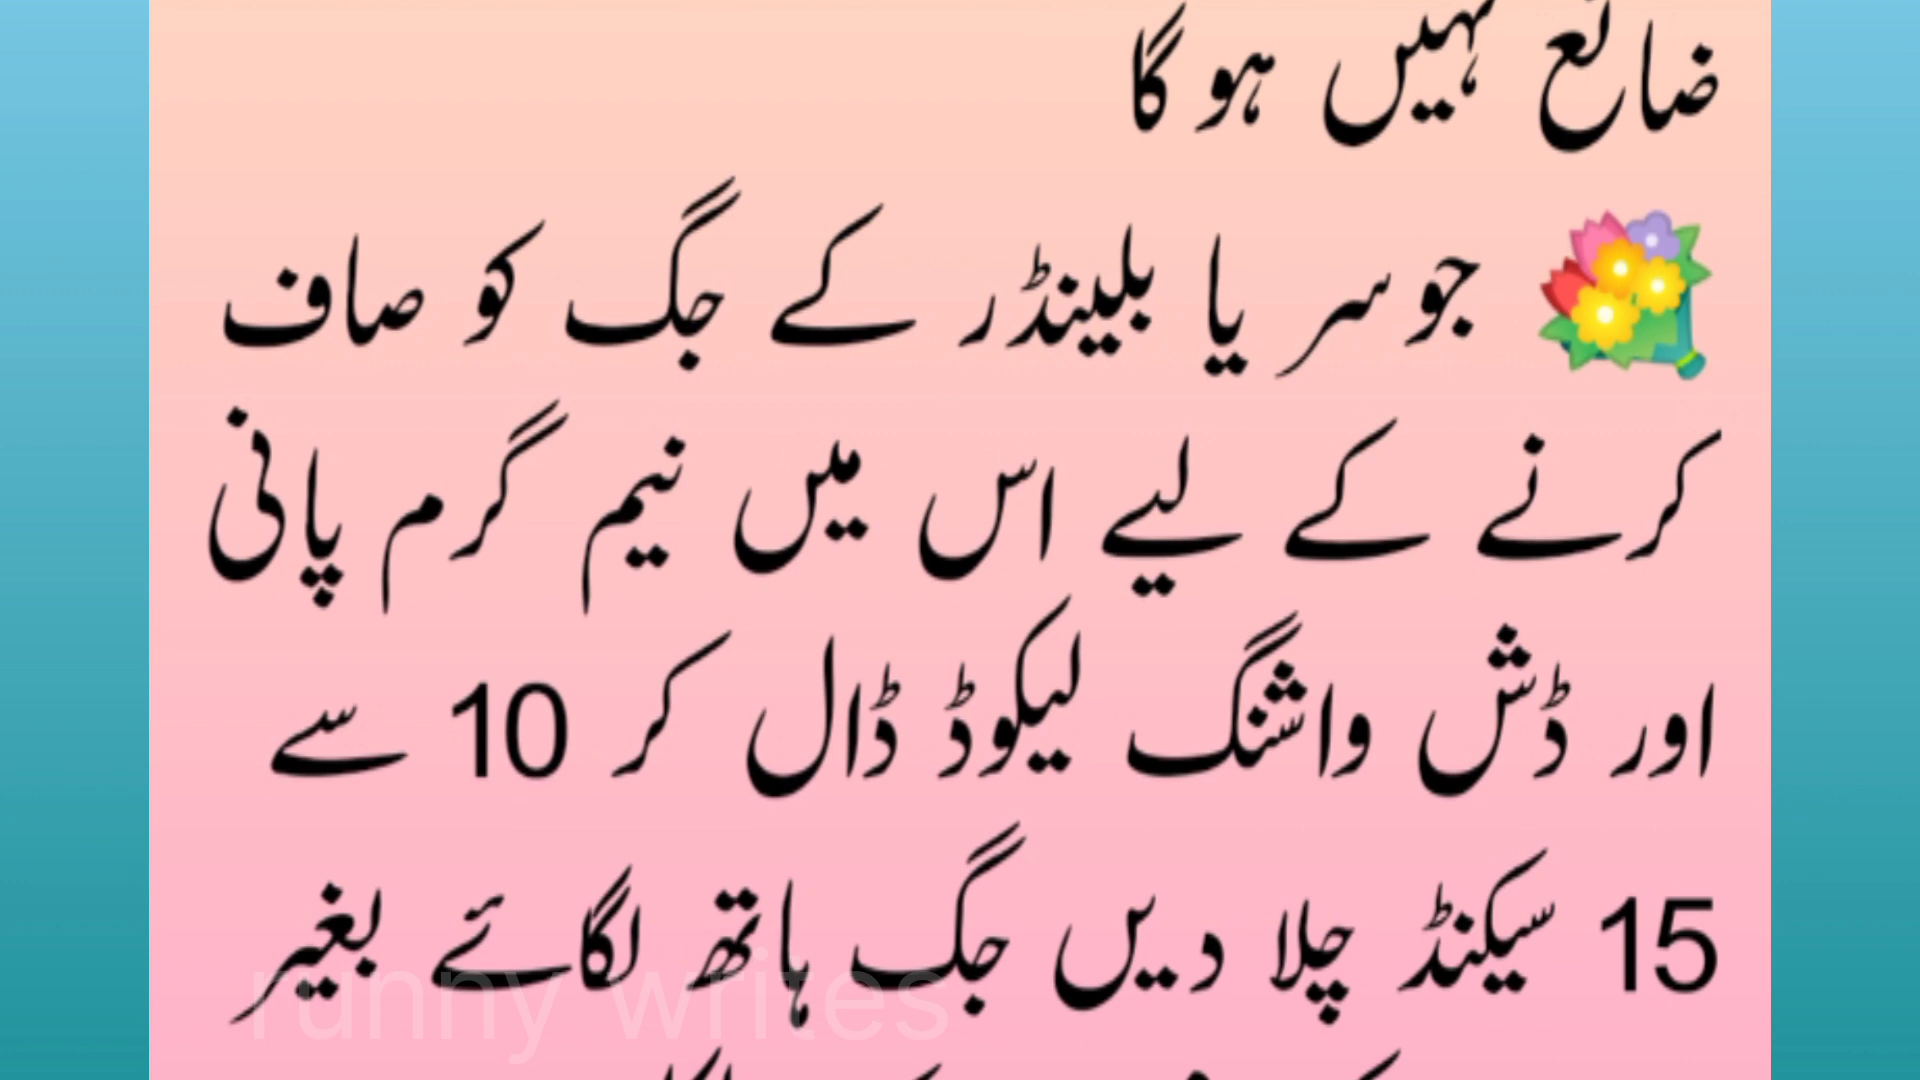 ضائع نہیں ہو گا
💐 جوسر یا بلینڈر کے جگ کو صاف
کرنے کے لیے اس میں نیم گرم پانی
اور ڈش واشنگ لیکوڈ ڈال کر 10 سے
15 سیکنڈ چلا دیں جگ ہاتھ لگائے بغیر
runny writes